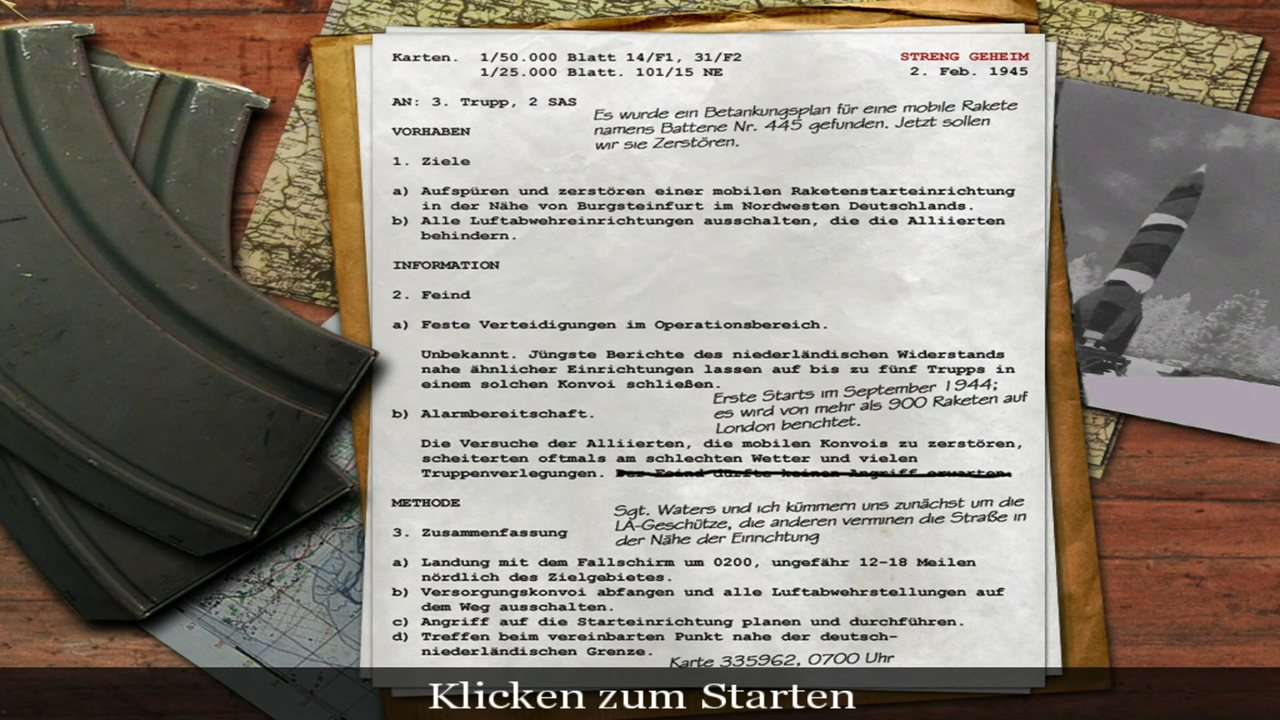 Karten. 1/50.000 Blatt 14/F1, 31/F2
STRENG GEHEIM
1/25.000 Blatt. 101/15 NE
2. Feb. 1945
AN: 3. Trupp, 2 SAS
Es wurde ein Betankungsplan für eine mobile Rakete
namens Batterie Nr. 445 gefunden. Jetzt sollen
wir sie Zerstören.
VORHABEN
1. Ziele
a) Aufspüren und zerstören einer mobilen Raketenstarteinrichtung
in der Nähe von Burgsteinfurt im Nordwesten Deutschlands.
b) Alle Luftabwehreinrichtungen ausschalten, die die Alliierten
behindern.
INFORMATION
2. Feind
a) Feste Verteidigungen im Operationsbereich.
Unbekannt. Jüngste Berichte des niederländischen Widerstands
nahe ähnlicher Einrichtungen lassen auf bis zu fünf Trupps in
einem solchen Konvoi schließen.
Erste Starts im September 1944;
es wird von mehr als 900 Raketen auf
London berichtet.
b) Alarmbereitschaft.
Die Versuche der Alliierten, die mobilen Konvois zu zerstören,
scheiterten oftmals am schlechten Wetter und vielen
Truppenverlegungen. Der Feind dürfte keinen Angriff erwarten.
METHODE
Sgt. Waters und ich kümmern uns zunächst um die
LA-Geschütze, die anderen verminen die Straße in
der Nähe der Einrichtung
3. Zusammenfassung
a) Landung mit dem Fallschirm um 0200, ungefähr 12-18 Meilen
nördlich des Zielgebietes.
b) Versorgungskonvoi abfangen und alle Luftabwehrstellungen auf
dem Weg ausschalten.
c) Angriff auf die Starteinrichtung planen und durchführen.
d) Treffen beim vereinbarten Punkt nahe der deutsch-
niederländischen Grenze.
Karte 335962, 0700 Uhr
Klicken zum Starten